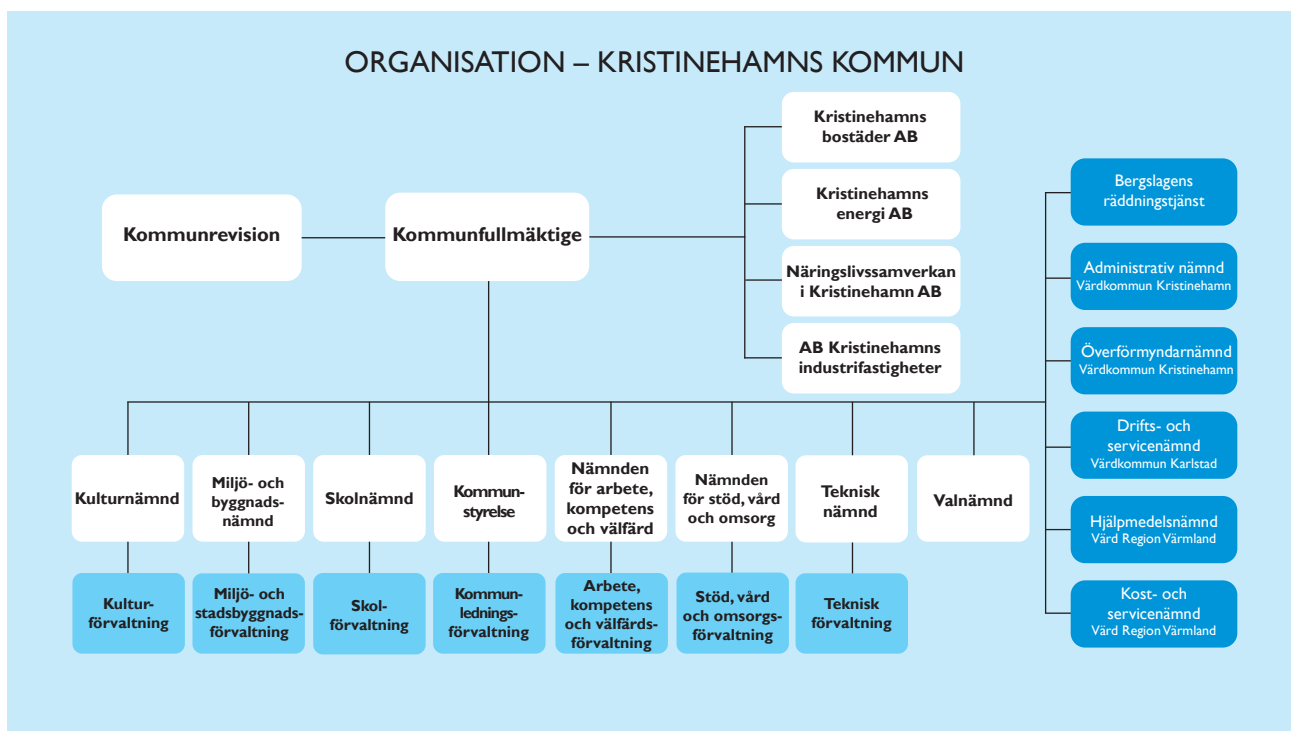 ORGANISATION – KRISTINEHAMNS KOMMUN
Kommunrevision
Kommunfullmäktige
Kristinehamns
bostäder AB
Kristinehamns
energi AB
Näringslivssamverkan
i Kristinehamn AB
AB Kristinehamns
industrifastigheter
Bergslagens
räddningstjänst
Administrativ nämnd
Värdkommun Kristinehamn
Överförmyndarnämnd
Värdkommun Kristinehamn
Drifts- och
servicenämnd
Värdkommun Karlstad
Hjälpmedelsnämnd
Värd Region Värmland
Kost- och
servicenämnd
Värd Region Värmland
Kulturnämnd
Miljö- och
byggnads-
nämnd
Skolnämnd
Kommun-
styrelse
Nämnden
för arbete,
kompetens
och välfärd
Nämnden
för stöd, vård
och omsorg
Teknisk
nämnd
Valnämnd
Kultur-
förvaltning
Miljö- och
stadsbyggnads-
förvaltning
Skol-
förvaltning
Kommun-
lednings-
förvaltning
Arbete,
kompetens
och välfärds-
förvaltning
Stöd, vård
och omsorgs-
förvaltning
Teknisk
förvaltning